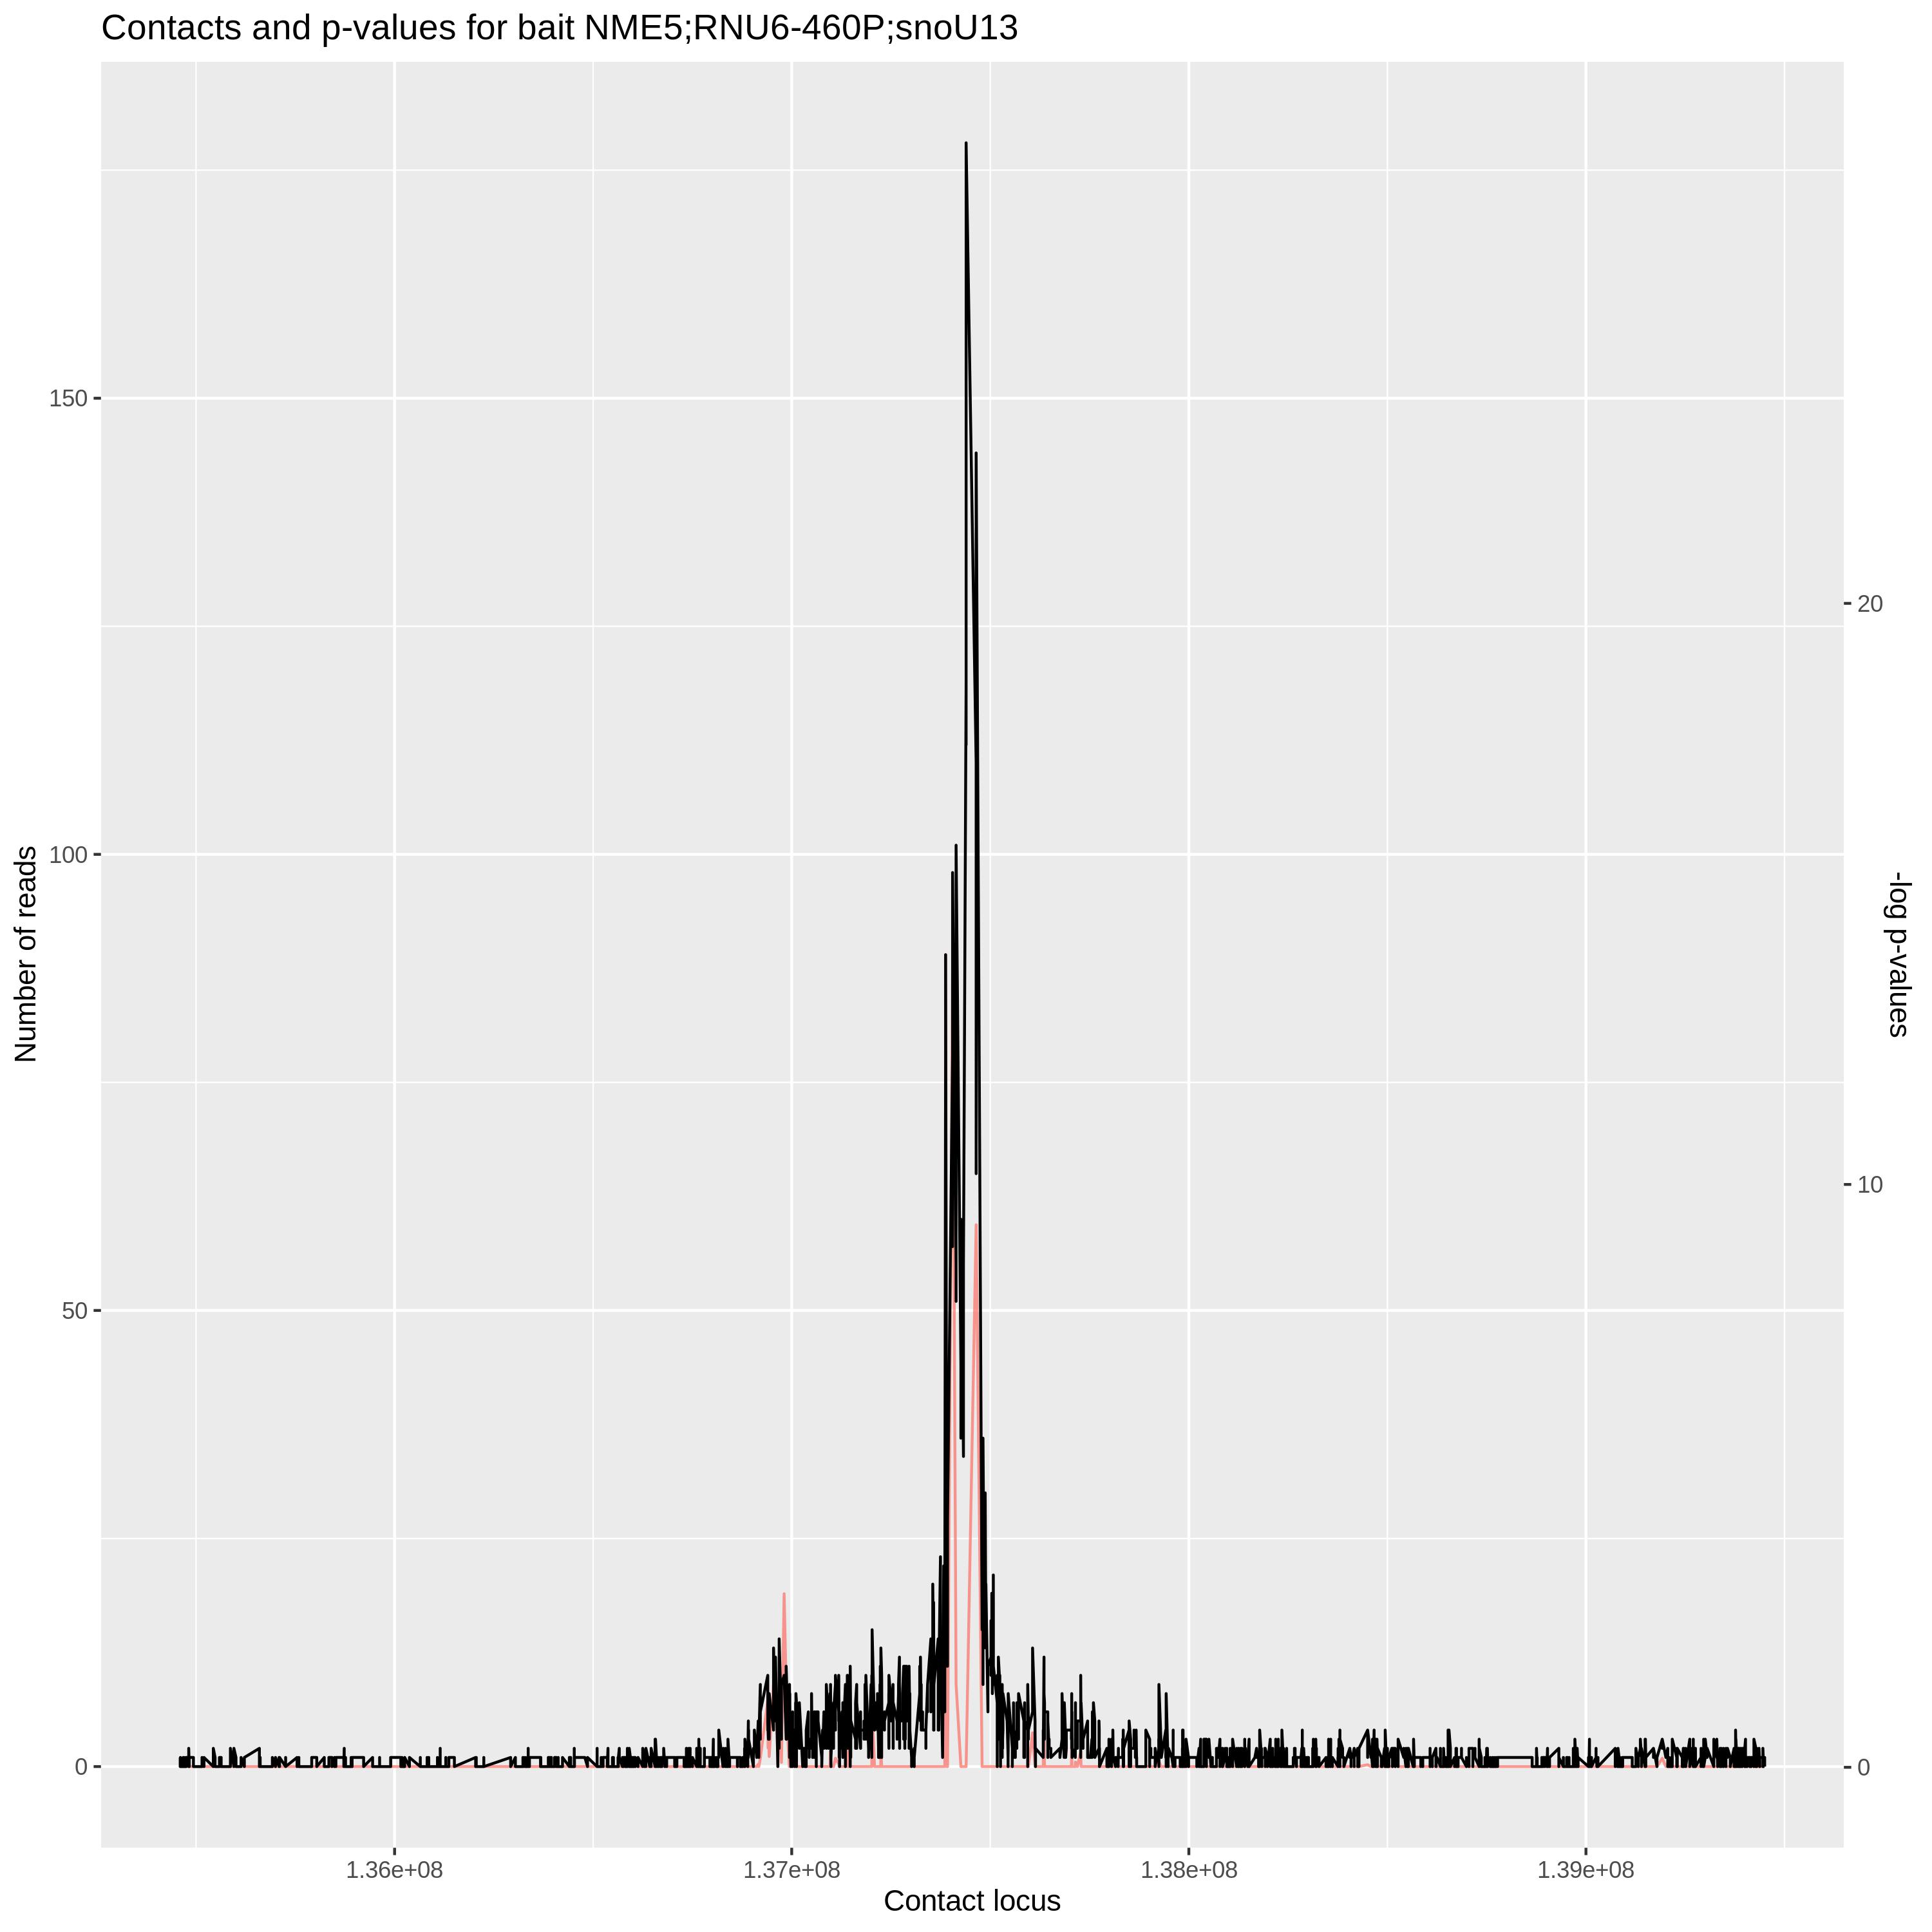 Contacts and p-values for bait NME5;RNU6-460P;snoU13
150
100
50
0
Number of reads
20
10
0
-log p-values
1.36e+08
1.37e+08
1.38e+08
1.39e+08
Contact locus